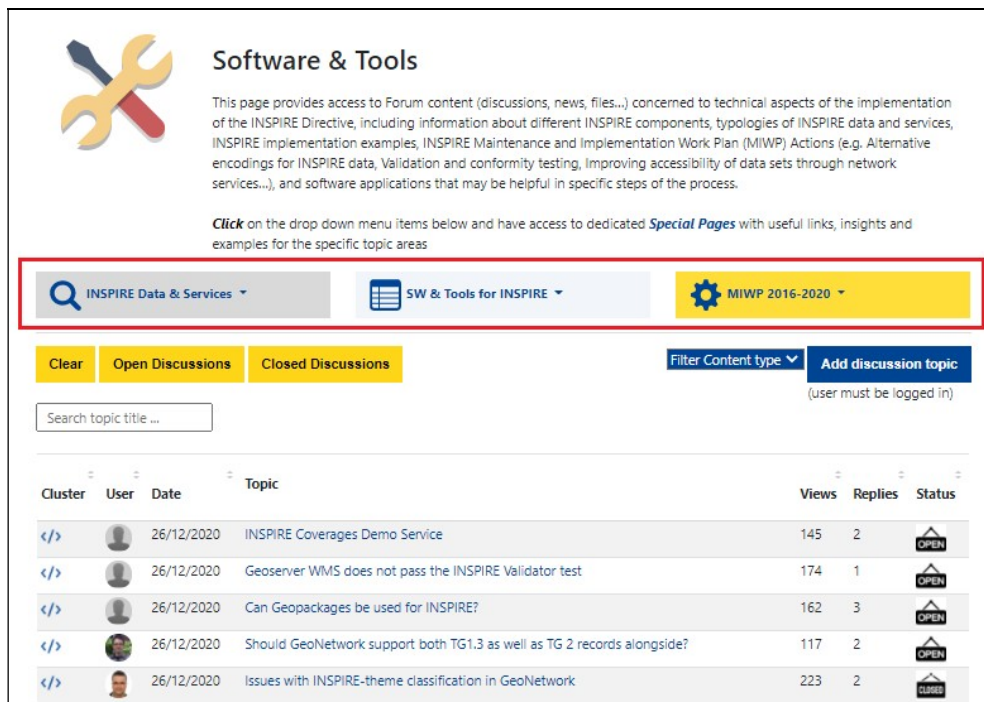 Software & Tools
This page provides access to Forum content (discussions, news, files...) concerned to technical aspects of the implementation
of the INSPIRE Directive, including information about different INSPIRE components, typologies of INSPIRE data and services,
INSPIRE implementation examples, INSPIRE Maintenance and Implementation Work Plan (MIWP) Actions (e.g. Alternative
encodings for INSPIRE data, Validation and conformity testing, Improving accessibility of data sets through network
services...), and software applications that may be helpful in specific steps of the process.
Click on the drop down menu items below and have access to dedicated Special Pages with useful links, insights and
examples for the specific topic areas
INSPIRE Data & Services SW & Tools for INSPIRE MIWP 2016-2020
Clear Open Discussions Closed Discussions Filter Content type Add discussion topic
(user must be logged in)
Search topic title ...
Cluster User Date Topic Views Replies Status
</> 26/12/2020 INSPIRE Coverages Demo Service 145 2 OPEN
</> 26/12/2020 Geoserver WMS does not pass the INSPIRE Validator test 174 1 OPEN
</> 26/12/2020 Can Geopackages be used for INSPIRE? 162 3 OPEN
</> 26/12/2020 Should GeoNetwork support both TG1.3 as well as TG 2 records alongside? 117 2 OPEN
</> 26/12/2020 Issues with INSPIRE-theme classification in GeoNetwork 223 2 CLOSED